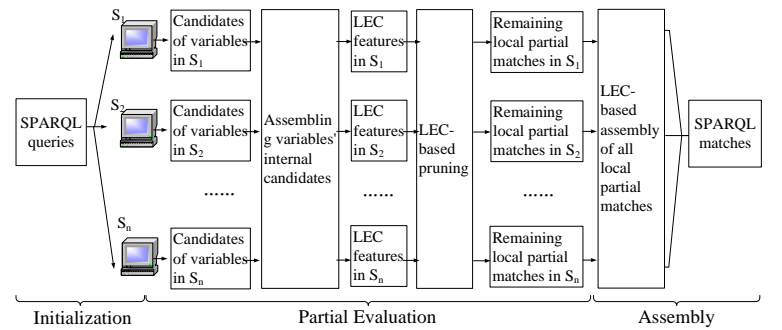 SPARQL
queries
S1
S2
Sn
Candidates
of variables
in S1
Candidates
of variables
in S2
......
Candidates
of variables
in Sn
Assemblin
g variables'
internal
candidates
LEC
features
in S1
LEC
features
in S2
......
LEC
features
in Sn
LEC-
based
pruning
Remaining
local partial
matches in S1
Remaining
local partial
matches in S2
......
Remaining
local partial
matches in Sn
LEC-
based
assembly
of all
local
partial
matches
SPARQL
matches
Initialization
Partial Evaluation
Assembly